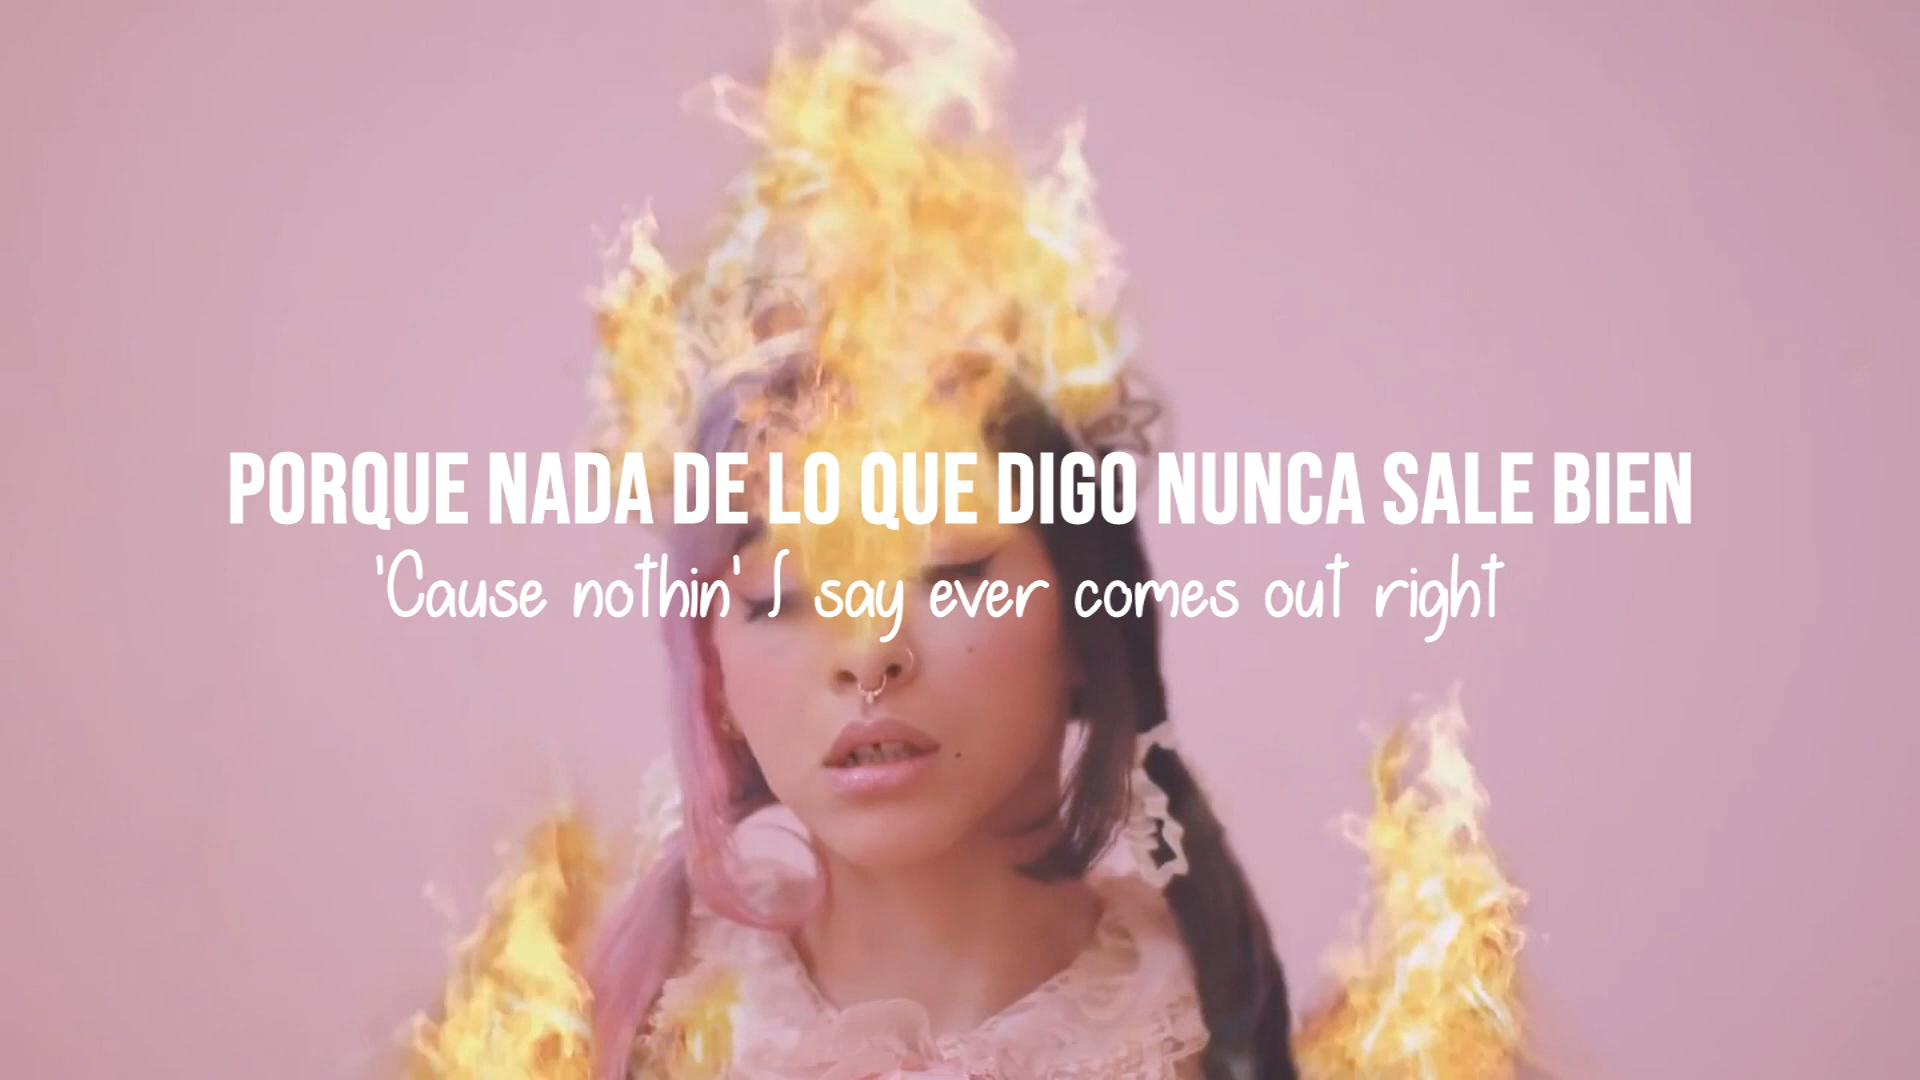 PORQUE NADA DE LO QUE DIGO NUNCA SALE BIEN
'Cause nothin' I say ever comes out right